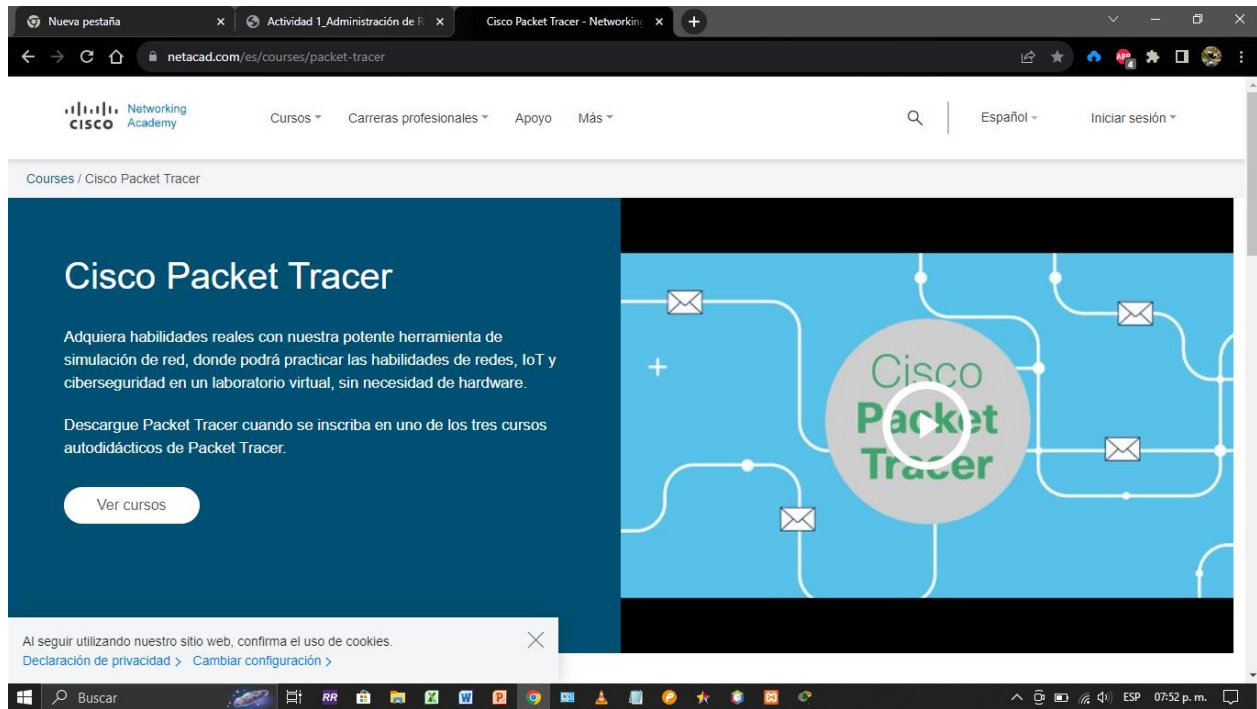 Nueva pestaña
Actividad 1_Administración de R
Cisco Packet Tracer - Networking
netacad.com/es/courses/packet-tracer
ABP
4
CISCO
Networking
Academy
Cursos
Carreras profesionales
Apoyo
Más
Español
Iniciar sesión
Courses / Cisco Packet Tracer
Cisco Packet Tracer
Adquiera habilidades reales con nuestra potente herramienta de
simulación de red, donde podrá practicar las habilidades de redes, IoT y
ciberseguridad en un laboratorio virtual, sin necesidad de hardware.
Descargue Packet Tracer cuando se inscriba en uno de los tres cursos
autodidácticos de Packet Tracer.
Ver cursos
Cisco
Packet
Tracer
Al seguir utilizando nuestro sitio web, confirma el uso de cookies.
Declaración de privacidad > Cambiar configuración >
Buscar
RR
ESP
07:52 p. m.